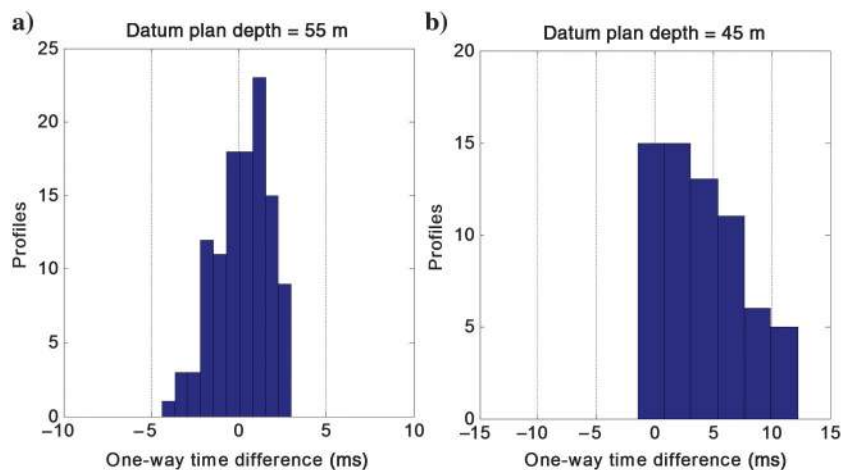 a)
Datum plan depth = 55 m
25
20
15
10
5
0
−10
−5
0
5
10
Profiles
One-way time difference (ms)
b)
Datum plan depth = 45 m
20
15
10
5
0
−15
−10
−5
0
5
10
15
Profiles
One-way time difference (ms)